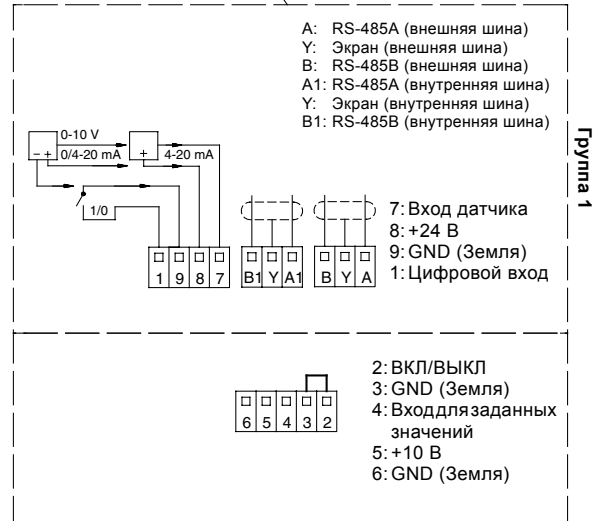 A: RS-485A (внешняя шина)
Y: Экран (внешняя шина)
B: RS-485B (внешняя шина)
A1: RS-485A (внутренняя шина)
Y: Экран (внутренняя шина)
B1: RS-485B (внутренняя шина)
Группа 1
0-10 V
- +
0/4-20 mA
+
4-20 mA
1/0
1 9 8 7
B1 Y A1
B Y A
7: Вход датчика
8: +24 В
9: GND (Земля)
1: Цифровой вход
6 5 4 3 2
2: ВКЛ/ВЫКЛ
3: GND (Земля)
4: Вход для заданных
значений
5: +10 В
6: GND (Земля)